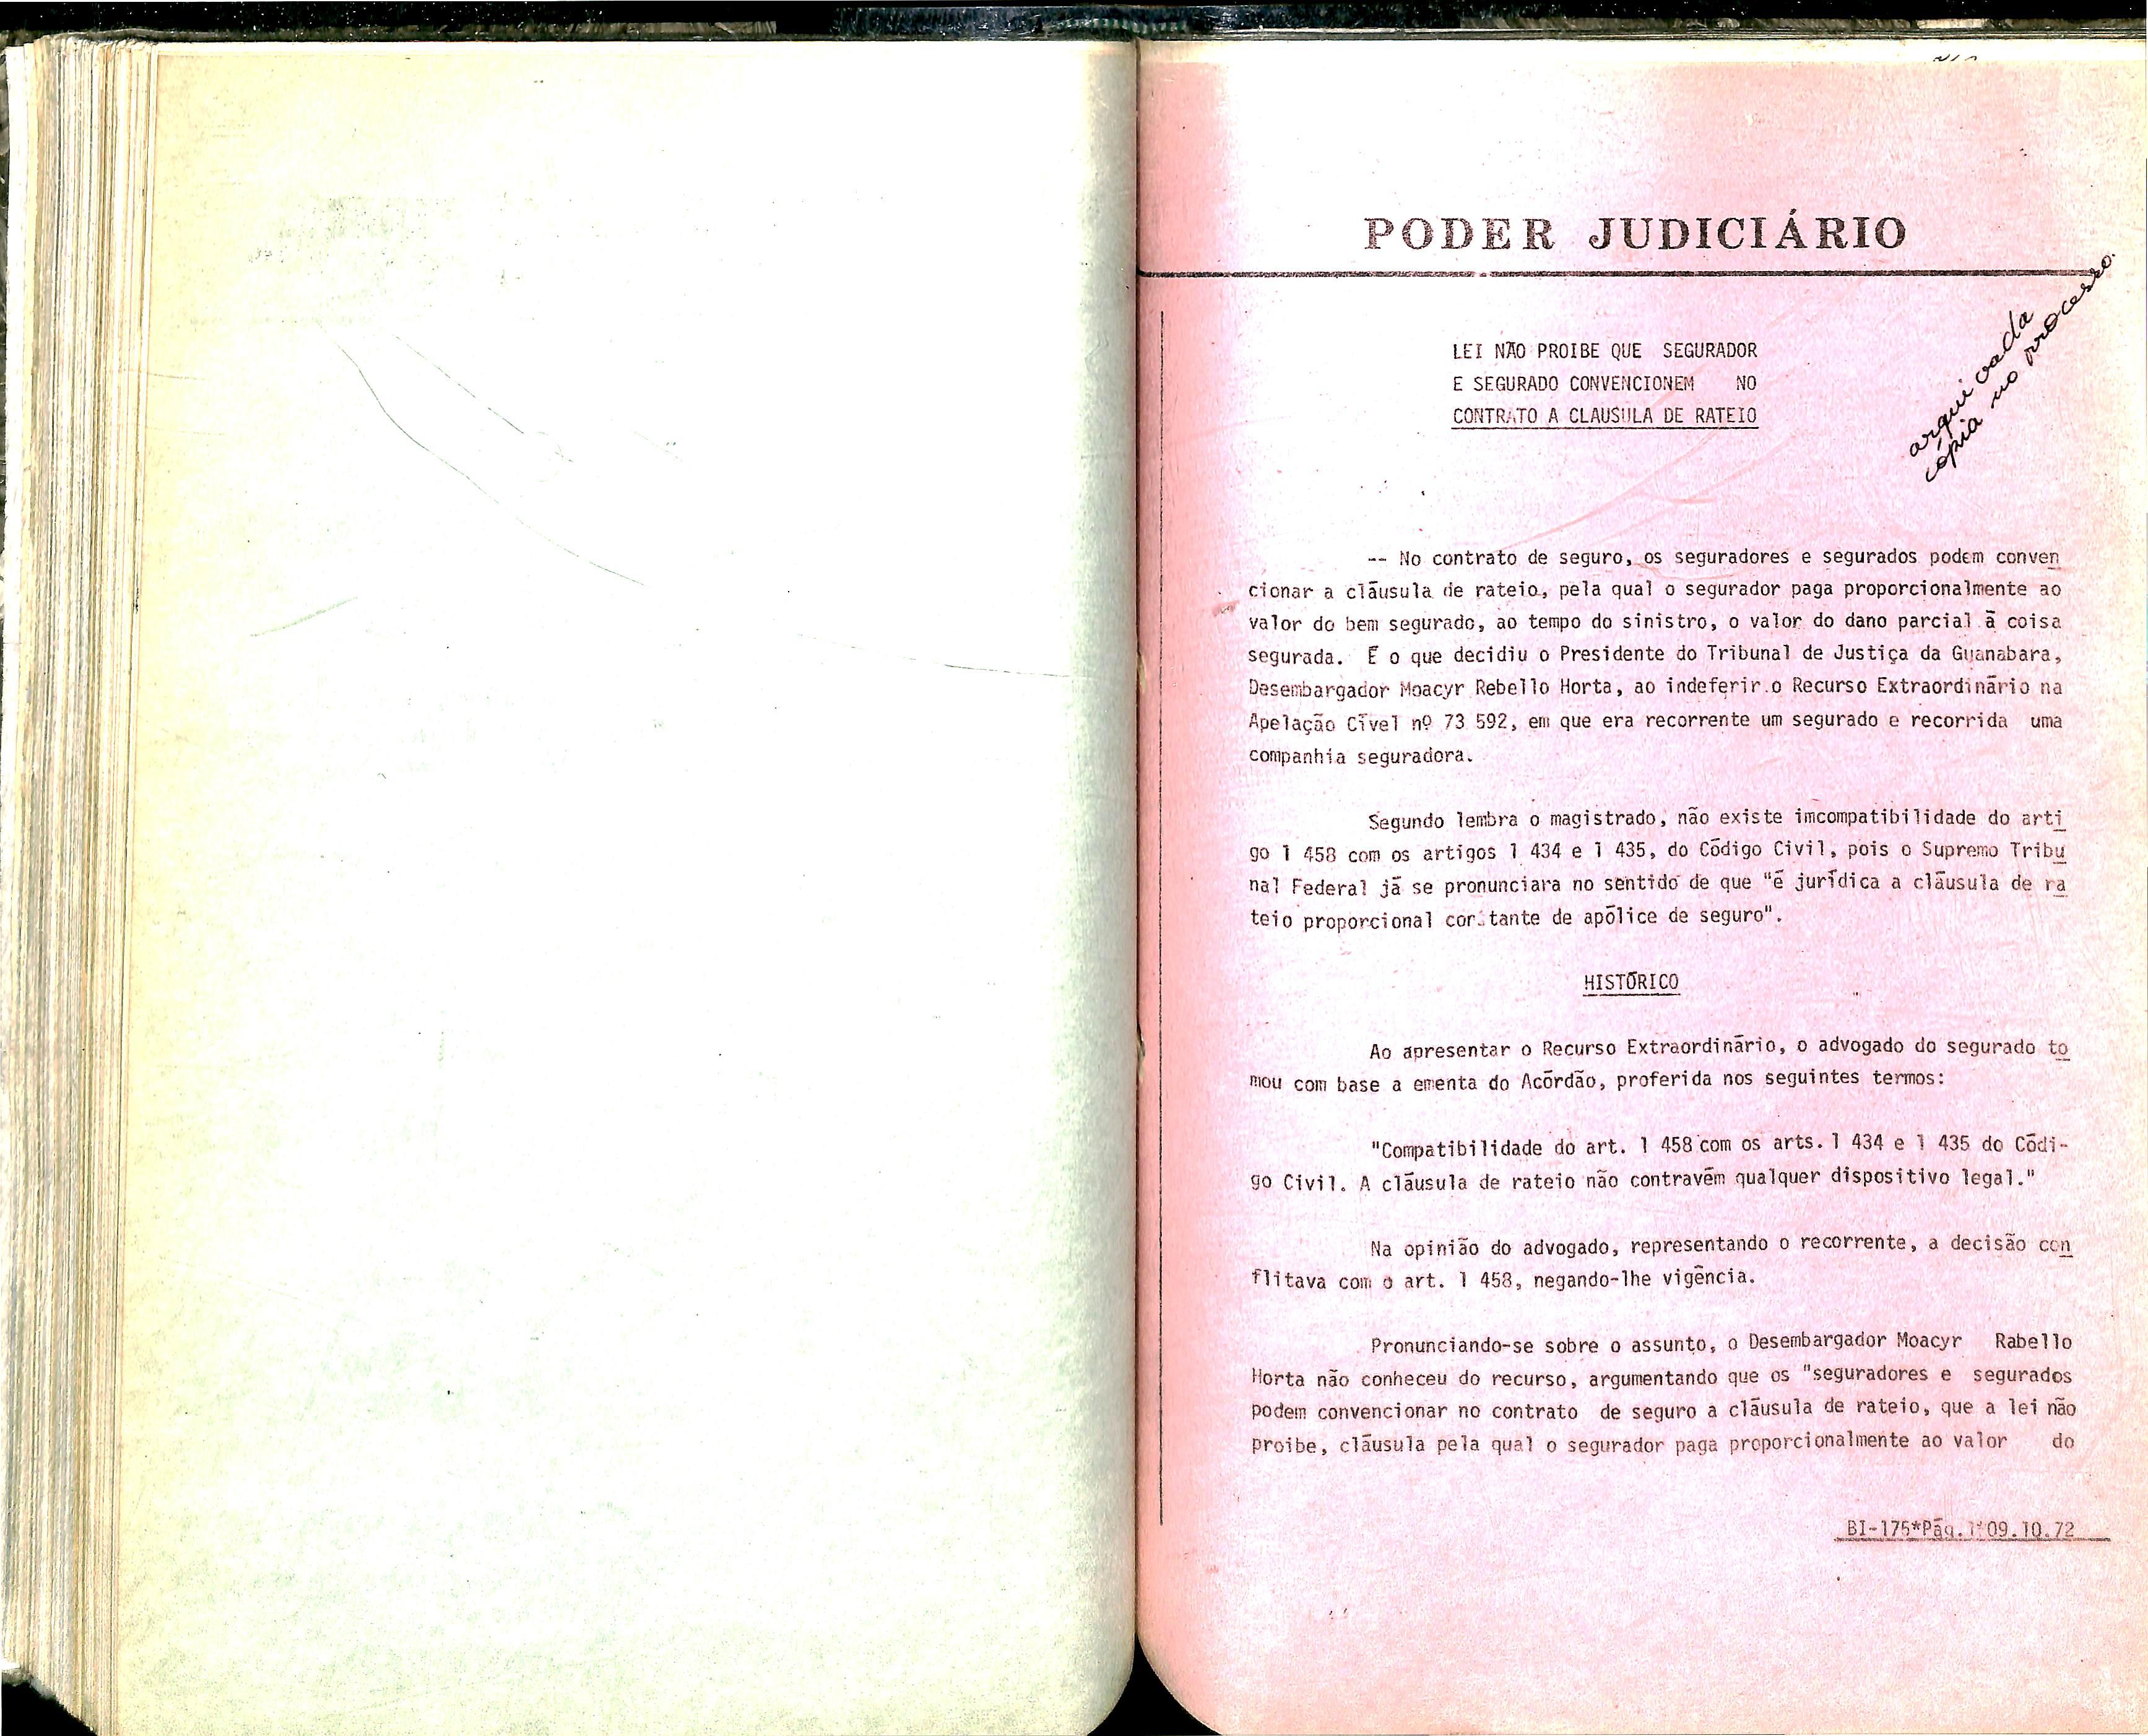 PODER JUDICIÁRIO
arquivada
cópia no processo.
LEI NÃO PROIBE QUE SEGURADOR
E SEGURADO CONVENCIONEM NO
CONTRATO A CLAUSULA DE RATEIO
-- No contrato de seguro, os seguradores e segurados podem conven
cionar a cláusula de rateio, pela qual o segurador paga proporcionalmente ao
valor do bem segurado, ao tempo do sinistro, o valor do dano parcial à coisa
segurada. É o que decidiu o Presidente do Tribunal de Justiça da Guanabara,
Desembargador Moacyr Rebello Horta, ao indeferir o Recurso Extraordinário na
Apelação Cível nº 73 592, em que era recorrente um segurado e recorrida uma
companhia seguradora.
Segundo lembra o magistrado, não existe imcompatibilidade do arti
go 1 458 com os artigos 1 434 e 1 435, do Código Civil, pois o Supremo Tribu
nal Federal já se pronunciara no sentido de que "é jurídica a cláusula de ra
teio proporcional constante de apólice de seguro".
HISTÓRICO
Ao apresentar o Recurso Extraordinário, o advogado do segurado to
mou com base a ementa do Acórdão, proferida nos seguintes termos:
"Compatibilidade do art. 1 458 com os arts. 1 434 e 1 435 do Códi-
go Civil. A cláusula de rateio não contravém qualquer dispositivo legal."
Na opinião do advogado, representando o recorrente, a decisão con
flitava com o art. 1 458, negando-lhe vigência.
Pronunciando-se sobre o assunto, o Desembargador Moacyr Rabello
Horta não conheceu do recurso, argumentando que os "seguradores e segurados
podem convencionar no contrato de seguro a cláusula de rateio, que a lei não
proibe, cláusula pela qual o segurador paga proporcionalmente ao valor do
BI-175*Pág.1*09.10.72